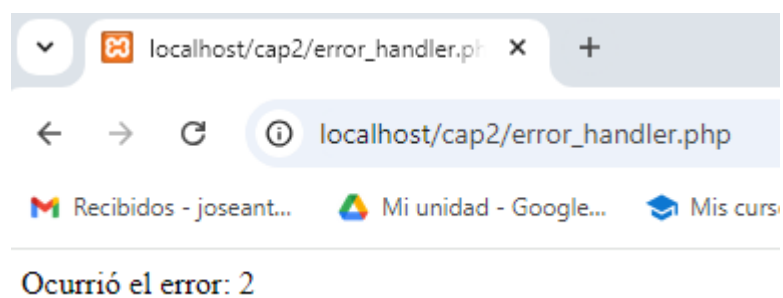 localhost/cap2/error_handler.ph
localhost/cap2/error_handler.php
Recibidos - joseant... Mi unidad - Google... Mis curs
Ocurrió el error: 2